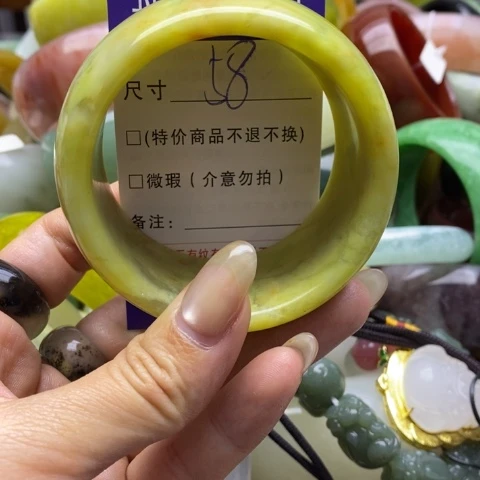 尺寸 58
□(特价商品不退不换)
□微瑕(介意勿拍)
备注: